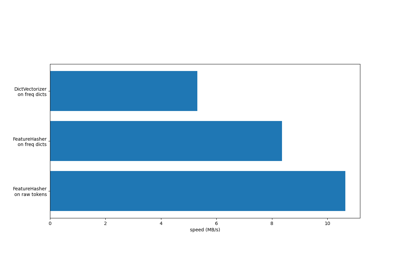 DictVectorizer
on freq dicts
FeatureHasher
on freq dicts
FeatureHasher
on raw tokens
0 2 4 6 8 10
speed (MB/s)